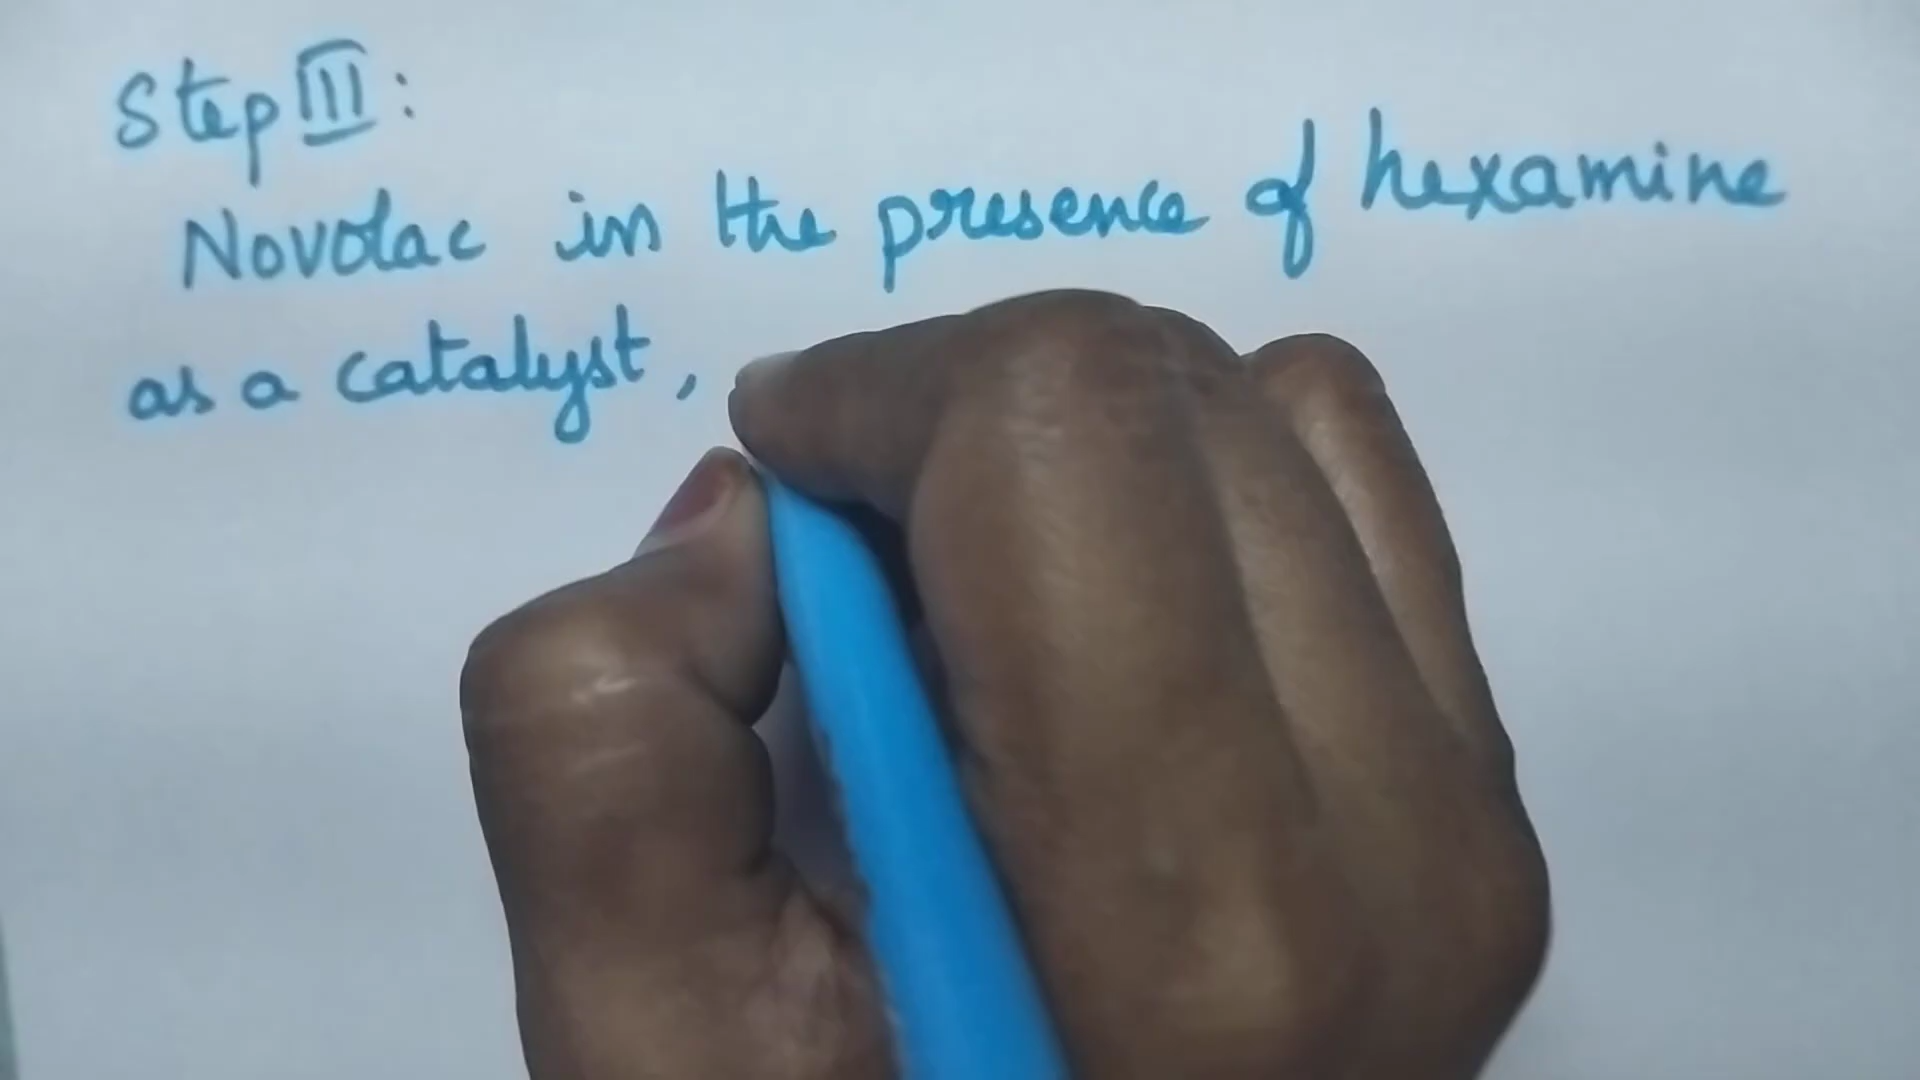 Step III:
Novolac in the presence of hexamine
as a catalyst,